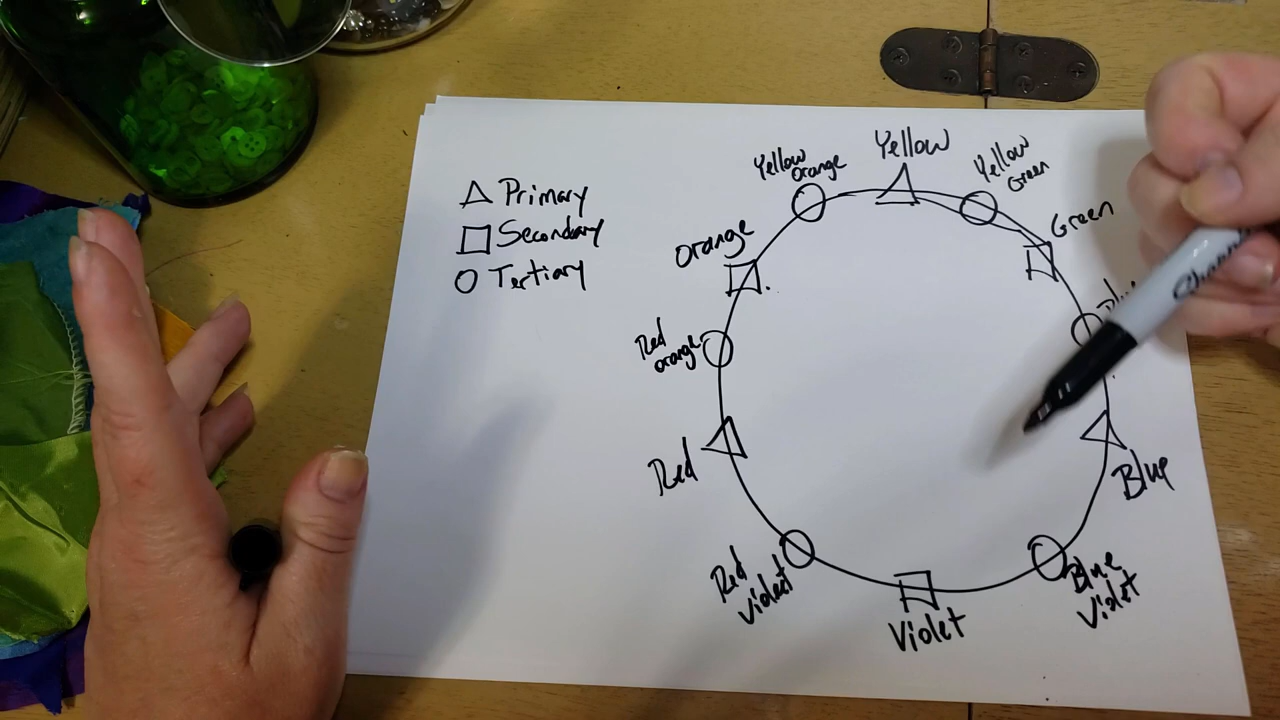 Primary
Secondary
Tertiary
Yellow
Yellow
Orange
Yellow
Green
Orange
Green
Red
orange
Red
Blue
Red
Violet
Blue
Violet
Violet